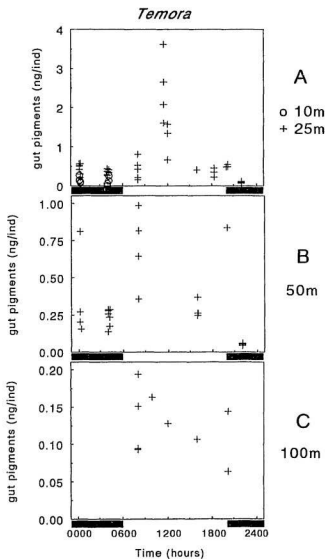 Temora
gut pigments (ng/ind)
4
3
2
1
0
A
o 10m
+ 25m
gut pigments (ng/ind)
1.00
0.75
0.50
0.25
0.00
B
50m
gut pigments (ng/ind)
0.20
0.15
0.10
0.05
0.00
C
100m
0000 0600 1200 1800 2400
Time (hours)